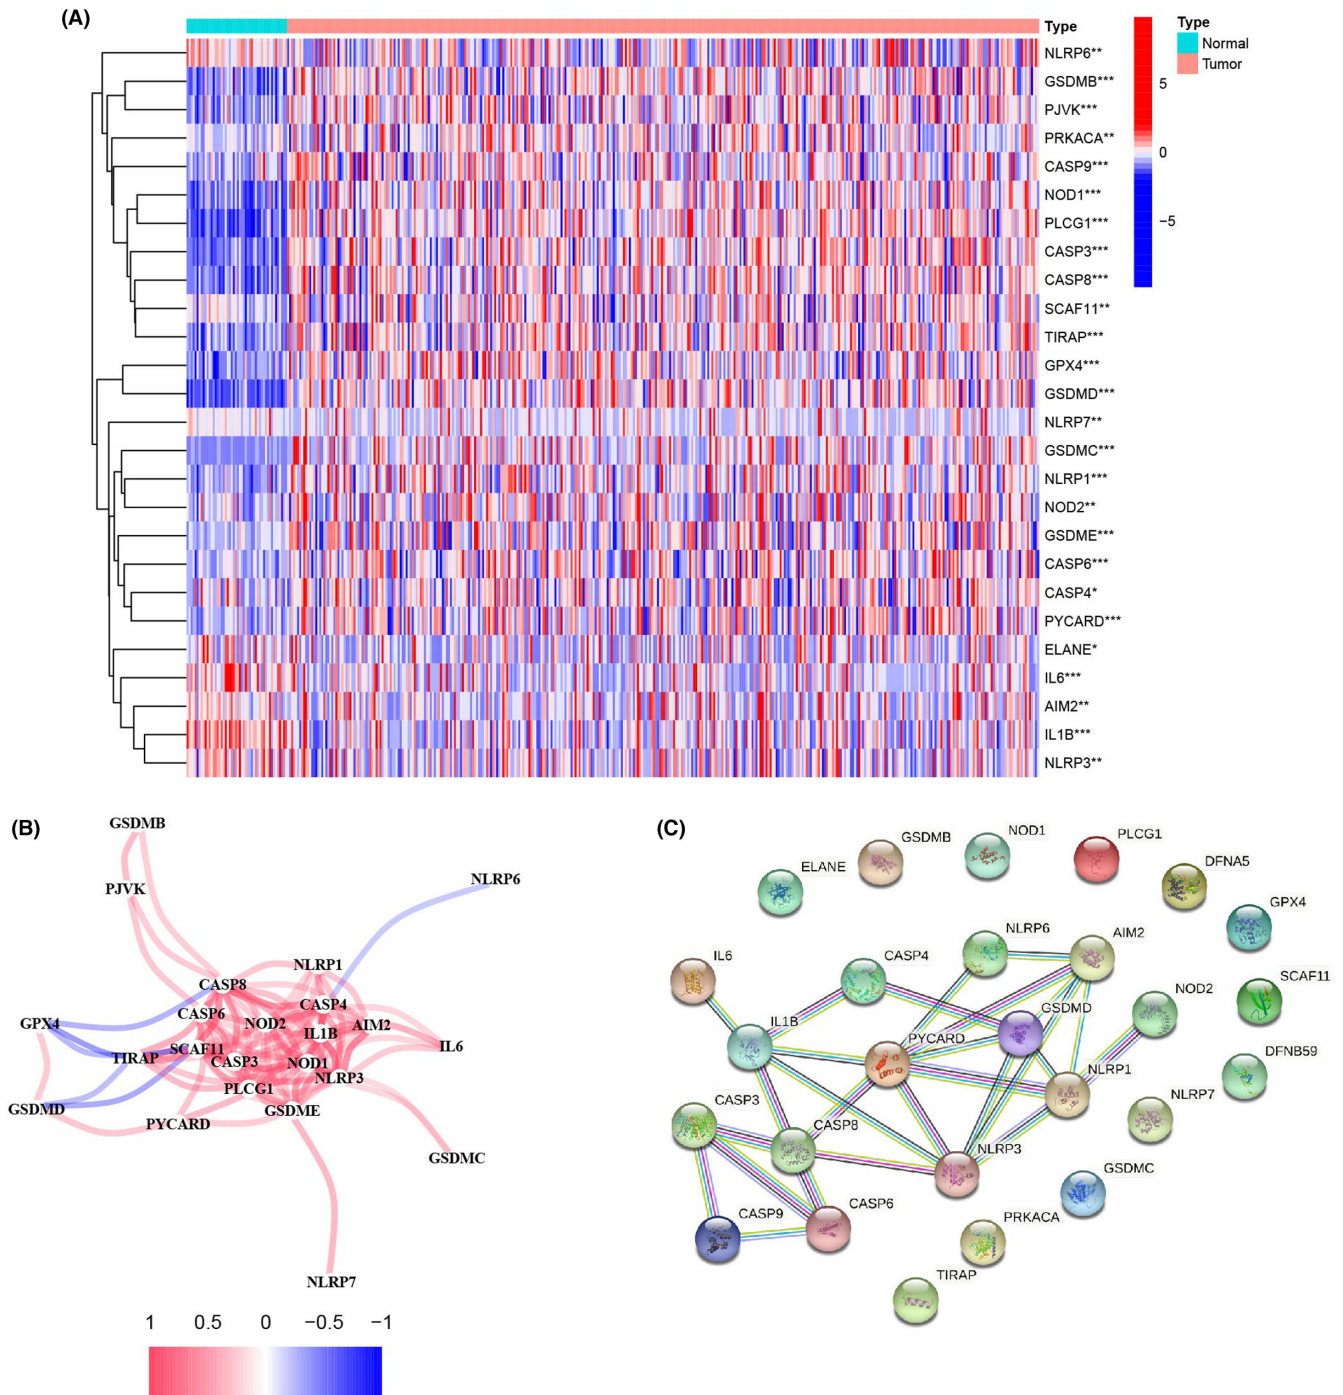 (A)
Type
NLRP6**
GSDMB***
PJVK***
PRKACA**
CASP9***
NOD1***
PLCG1***
CASP3***
CASP8***
SCAF11**
TIRAP***
GPX4***
GSDMD***
NLRP7**
GSDMC***
NLRP1***
NOD2**
GSDME***
CASP6***
CASP4*
PYCARD***
ELANE*
IL6***
AIM2**
IL1B***
NLRP3**
5
0
−5
Type
Normal
Tumor
(B)
GSDMB
PJVK
NLRP6
NLRP1
CASP8
CASP4
CASP6
GPX4
NOD2
IL1B
AIM2
TIRAP
SCAF11
CASP3
NOD1
IL6
NLRP3
PLCG1
GSDMD
PYCARD
GSDME
GSDMC
NLRP7
1 0.5 0 −0.5 −1
(C)
ELANE
GSDMB
NOD1
PLCG1
DFNA5
GPX4
IL6
CASP4
NLRP6
AIM2
SCAF11
NOD2
GSDMD
IL1B
PYCARD
DFNB59
NLRP1
NLRP7
CASP3
CASP8
NLRP3
GSDMC
CASP9
CASP6
PRKACA
TIRAP